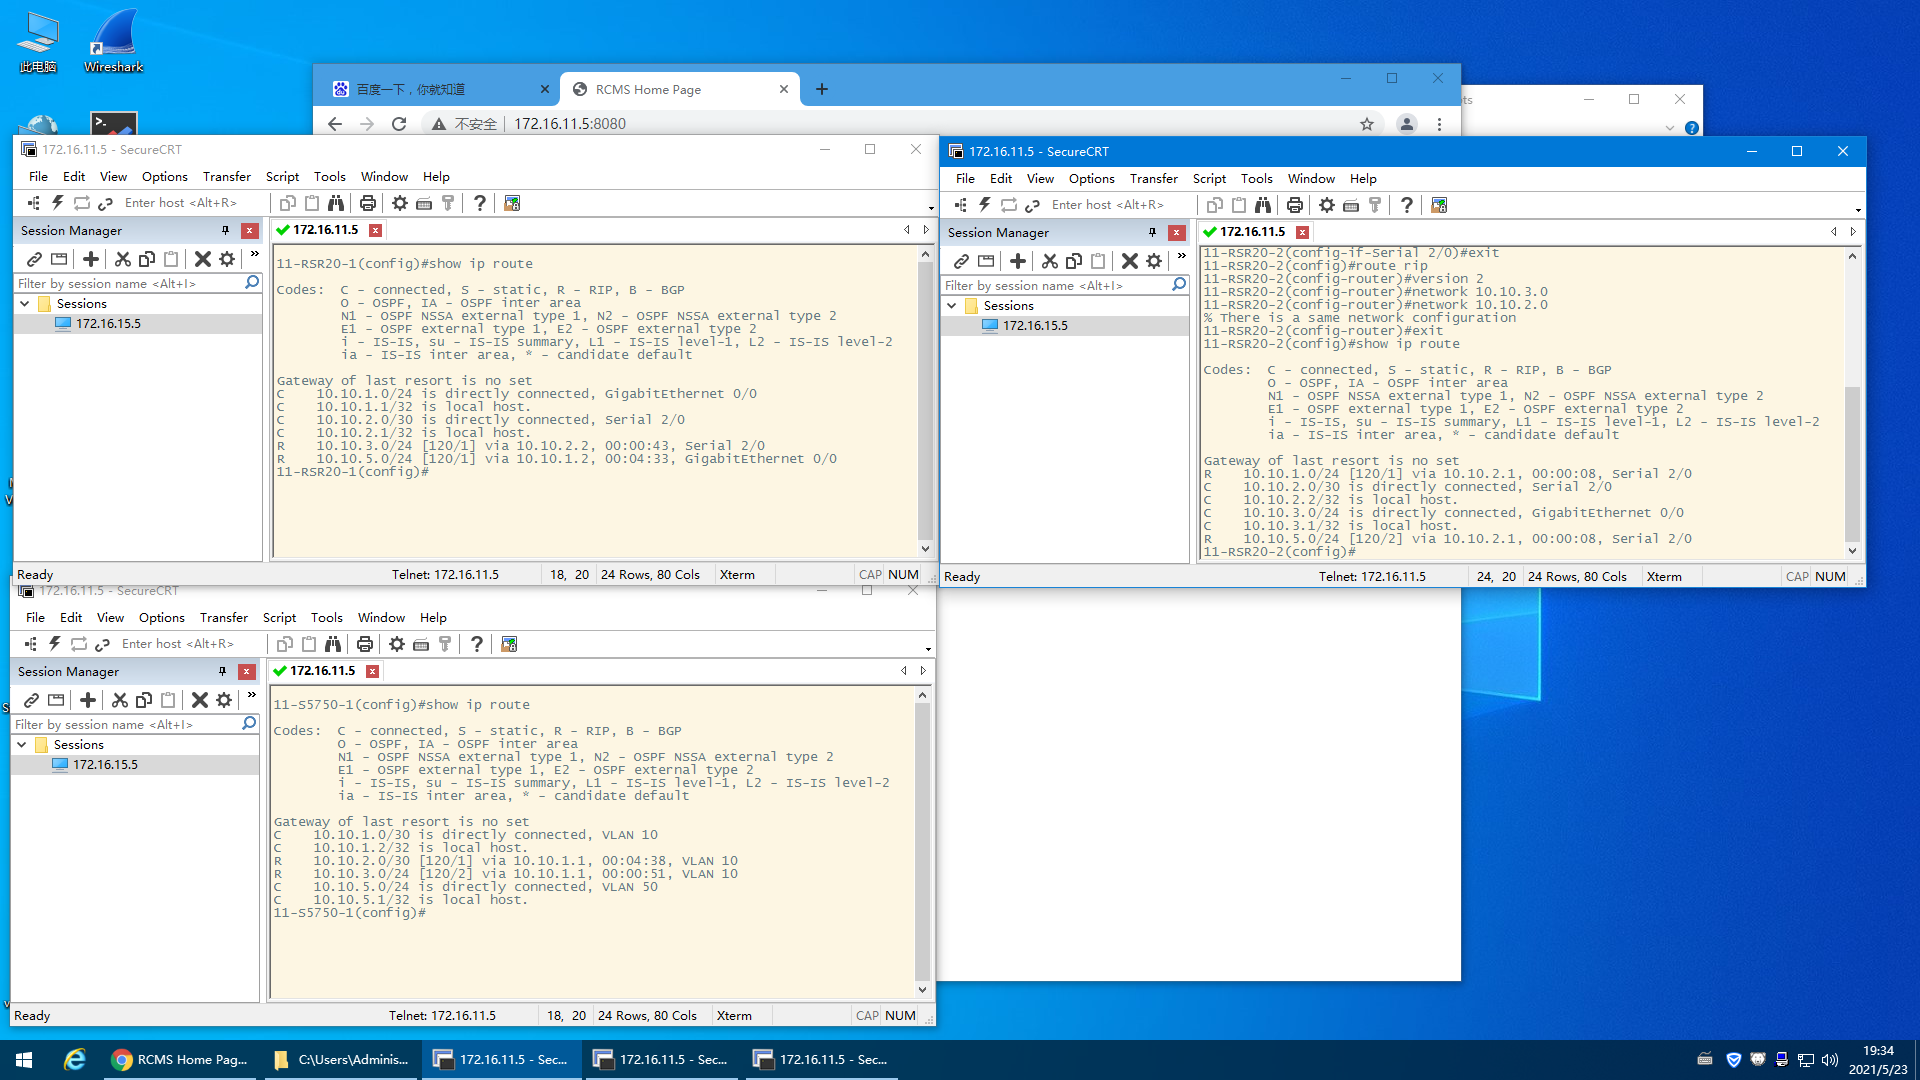 此电脑
Wireshark
百度一下，你就知道
RCMS Home Page
不安全
172.16.11.5:8080
172.16.11.5 - SecureCRT
File Edit View Options Transfer Script Tools Window Help
Enter host <Alt+R>
Session Manager
172.16.11.5
Filter by session name <Alt+I>
Sessions
172.16.15.5
11-RSR20-1(config)#show ip route
Codes:  C - connected, S - static, R - RIP, B - BGP
O - OSPF, IA - OSPF inter area
N1 - OSPF NSSA external type 1, N2 - OSPF NSSA external type 2
E1 - OSPF external type 1, E2 - OSPF external type 2
i - IS-IS, su - IS-IS summary, L1 - IS-IS level-1, L2 - IS-IS level-2
ia - IS-IS inter area, * - candidate default
Gateway of last resort is no set
C    10.10.1.0/24 is directly connected, GigabitEthernet 0/0
C    10.10.1.1/32 is local host.
C    10.10.2.0/30 is directly connected, Serial 2/0
C    10.10.2.1/32 is local host.
R    10.10.3.0/24 [120/1] via 10.10.2.2, 00:00:43, Serial 2/0
R    10.10.5.0/24 [120/1] via 10.10.1.2, 00:04:33, GigabitEthernet 0/0
11-RSR20-1(config)#
Ready
Telnet: 172.16.11.5
18, 20
24 Rows, 80 Cols
Xterm
CAP NUM
172.16.11.5 - SecureCRT
File Edit View Options Transfer Script Tools Window Help
Enter host <Alt+R>
Session Manager
172.16.11.5
Filter by session name <Alt+I>
Sessions
172.16.15.5
11-RSR20-2(config-if-Serial 2/0)#exit
11-RSR20-2(config)#route rip
11-RSR20-2(config-router)#version 2
11-RSR20-2(config-router)#network 10.10.3.0
11-RSR20-2(config-router)#network 10.10.2.0
% There is a same network configuration
11-RSR20-2(config-router)#exit
11-RSR20-2(config)#show ip route
Codes:  C - connected, S - static, R - RIP, B - BGP
O - OSPF, IA - OSPF inter area
N1 - OSPF NSSA external type 1, N2 - OSPF NSSA external type 2
E1 - OSPF external type 1, E2 - OSPF external type 2
i - IS-IS, su - IS-IS summary, L1 - IS-IS level-1, L2 - IS-IS level-2
ia - IS-IS inter area, * - candidate default
Gateway of last resort is no set
R    10.10.1.0/24 [120/1] via 10.10.2.1, 00:00:08, Serial 2/0
C    10.10.2.0/30 is directly connected, Serial 2/0
C    10.10.2.2/32 is local host.
C    10.10.3.0/24 is directly connected, GigabitEthernet 0/0
C    10.10.3.1/32 is local host.
R    10.10.5.0/24 [120/2] via 10.10.2.1, 00:00:08, Serial 2/0
11-RSR20-2(config)#
Ready
Telnet: 172.16.11.5
24, 20
24 Rows, 80 Cols
Xterm
CAP NUM
172.16.11.5 - SecureCRT
File Edit View Options Transfer Script Tools Window Help
Enter host <Alt+R>
Session Manager
172.16.11.5
Filter by session name <Alt+I>
Sessions
172.16.15.5
11-S5750-1(config)#show ip route
Codes:  C - connected, S - static, R - RIP, B - BGP
O - OSPF, IA - OSPF inter area
N1 - OSPF NSSA external type 1, N2 - OSPF NSSA external type 2
E1 - OSPF external type 1, E2 - OSPF external type 2
i - IS-IS, su - IS-IS summary, L1 - IS-IS level-1, L2 - IS-IS level-2
ia - IS-IS inter area, * - candidate default
Gateway of last resort is no set
C    10.10.1.0/30 is directly connected, VLAN 10
C    10.10.1.2/32 is local host.
R    10.10.2.0/30 [120/1] via 10.10.1.1, 00:04:38, VLAN 10
R    10.10.3.0/24 [120/2] via 10.10.1.1, 00:00:51, VLAN 10
C    10.10.5.0/24 is directly connected, VLAN 50
C    10.10.5.1/32 is local host.
11-S5750-1(config)#
Ready
Telnet: 172.16.11.5
18, 20
24 Rows, 80 Cols
Xterm
CAP NUM
RCMS Home Pag...
C:\Users\Adminis...
172.16.11.5 - Sec...
172.16.11.5 - Sec...
172.16.11.5 - Sec...
19:34
2021/5/23